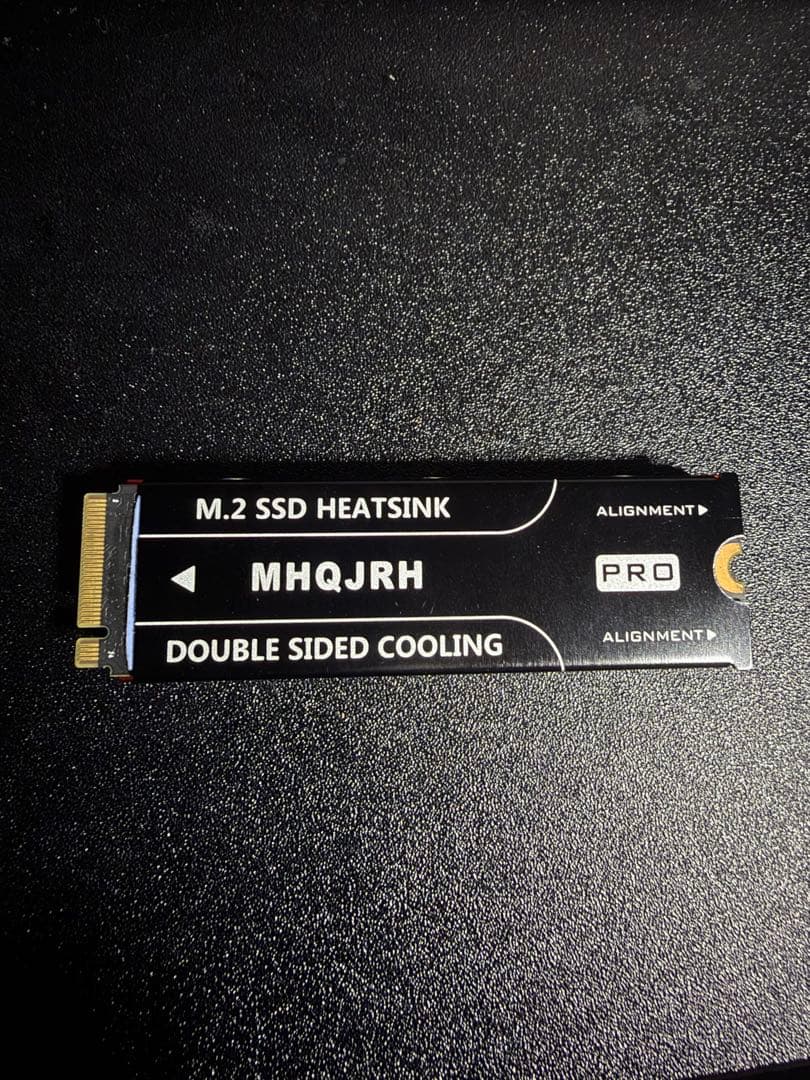 M.2 SSD HEATSINK
ALIGNMENT
MHQJRH
PRO
DOUBLE SIDED COOLING
ALIGNMENT